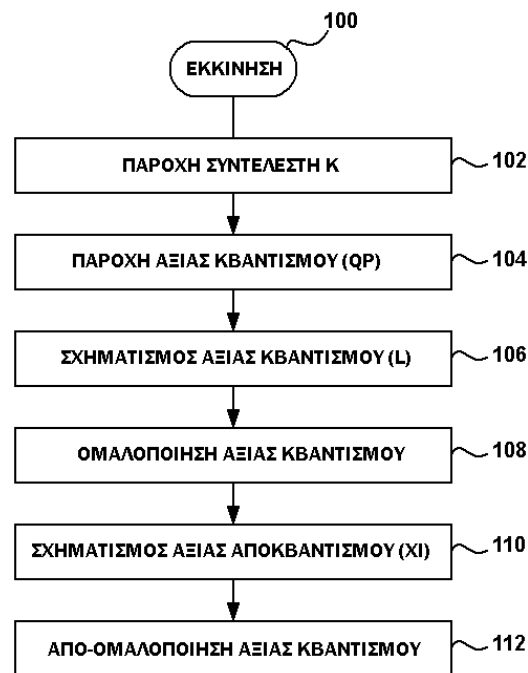 100
ΕΚΚΙΝΗΣΗ
ΠΑΡΟΧΗ ΣΥΝΤΕΛΕΣΤΗ Κ
102
ΠΑΡΟΧΗ ΑΞΙΑΣ ΚΒΑΝΤΙΣΜΟΥ (QP)
104
ΣΧΗΜΑΤΙΣΜΟΣ ΑΞΙΑΣ ΚΒΑΝΤΙΣΜΟΥ (L)
106
ΟΜΑΛΟΠΟΙΗΣΗ ΑΞΙΑΣ ΚΒΑΝΤΙΣΜΟΥ
108
ΣΧΗΜΑΤΙΣΜΟΣ ΑΞΙΑΣ ΑΠΟΚΒΑΝΤΙΣΜΟΥ (XI)
110
ΑΠΟ-ΟΜΑΛΟΠΟΙΗΣΗ ΑΞΙΑΣ ΚΒΑΝΤΙΣΜΟΥ
112